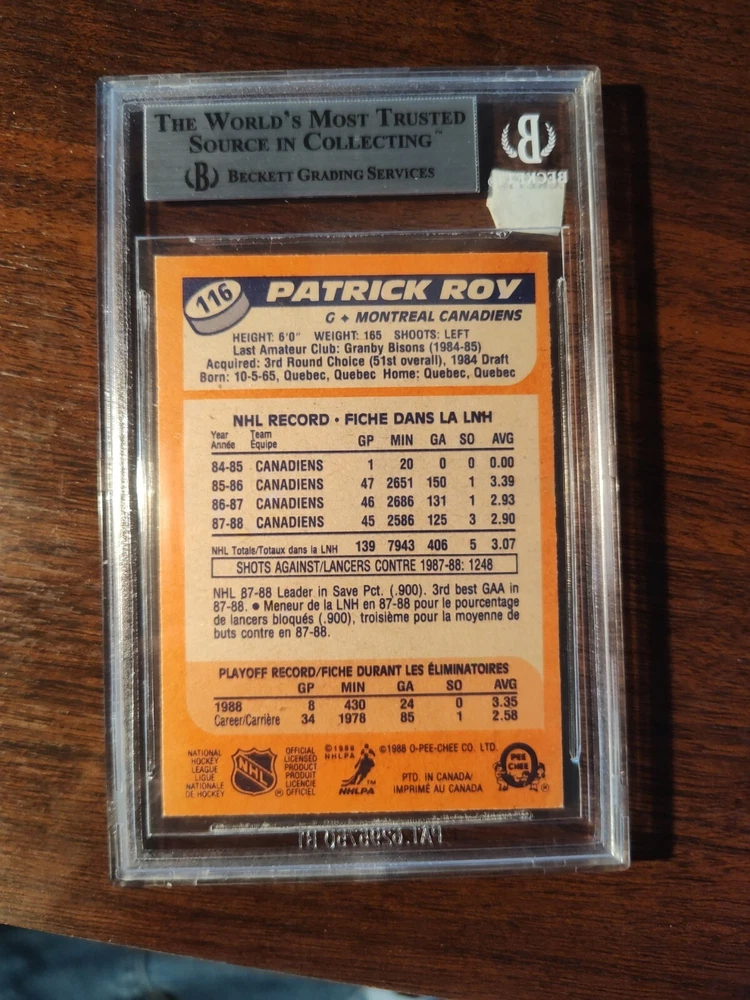 THE WORLD'S MOST TRUSTED
SOURCE IN COLLECTING™
B BECKETT GRADING SERVICES
B
116
PATRICK ROY
G + MONTREAL CANADIENS
HEIGHT: 6'0" WEIGHT: 165 SHOOTS: LEFT
Last Amateur Club: Granby Bisons (1984-85)
Acquired: 3rd Round Choice (51st overall), 1984 Draft
Born: 10-5-65, Quebec, Quebec Home: Quebec, Quebec
NHL RECORD • FICHE DANS LA LNH
Year Team GP MIN GA SO AVG
Année Équipe
84-85 CANADIENS 1 20 0 0 0.00
85-86 CANADIENS 47 2651 150 1 3.39
86-87 CANADIENS 46 2686 131 1 2.93
87-88 CANADIENS 45 2586 125 3 2.90
NHL Totals/Totaux dans la LNH 139 7943 406 5 3.07
SHOTS AGAINST/LANCERS CONTRE 1987-88: 1248
NHL 87-88 Leader in Save Pct. (.900). 3rd best GAA in
87-88. • Meneur de la LNH en 87-88 pour le pourcentage
de lancers bloqués (.900), troisième pour la moyenne de
buts contre en 87-88.
PLAYOFF RECORD/FICHE DURANT LES ÉLIMINATOIRES
GP MIN GA SO AVG
1988 8 430 24 0 3.35
Career/Carrière 34 1978 85 1 2.58
NATIONAL
HOCKEY
LEAGUE
LIGUE
NATIONALE
DE HOCKEY
NHL
OFFICIAL
LICENSED
PRODUCT
PRODUIT
LICENCIÉ
® OFFICIEL
©1988
NHLPA
™
NHLPA
©1988 O-PEE-CHEE CO. LTD.
PTD. IN CANADA/
IMPRIMÉ AU CANADA
PEE
CHEE
®